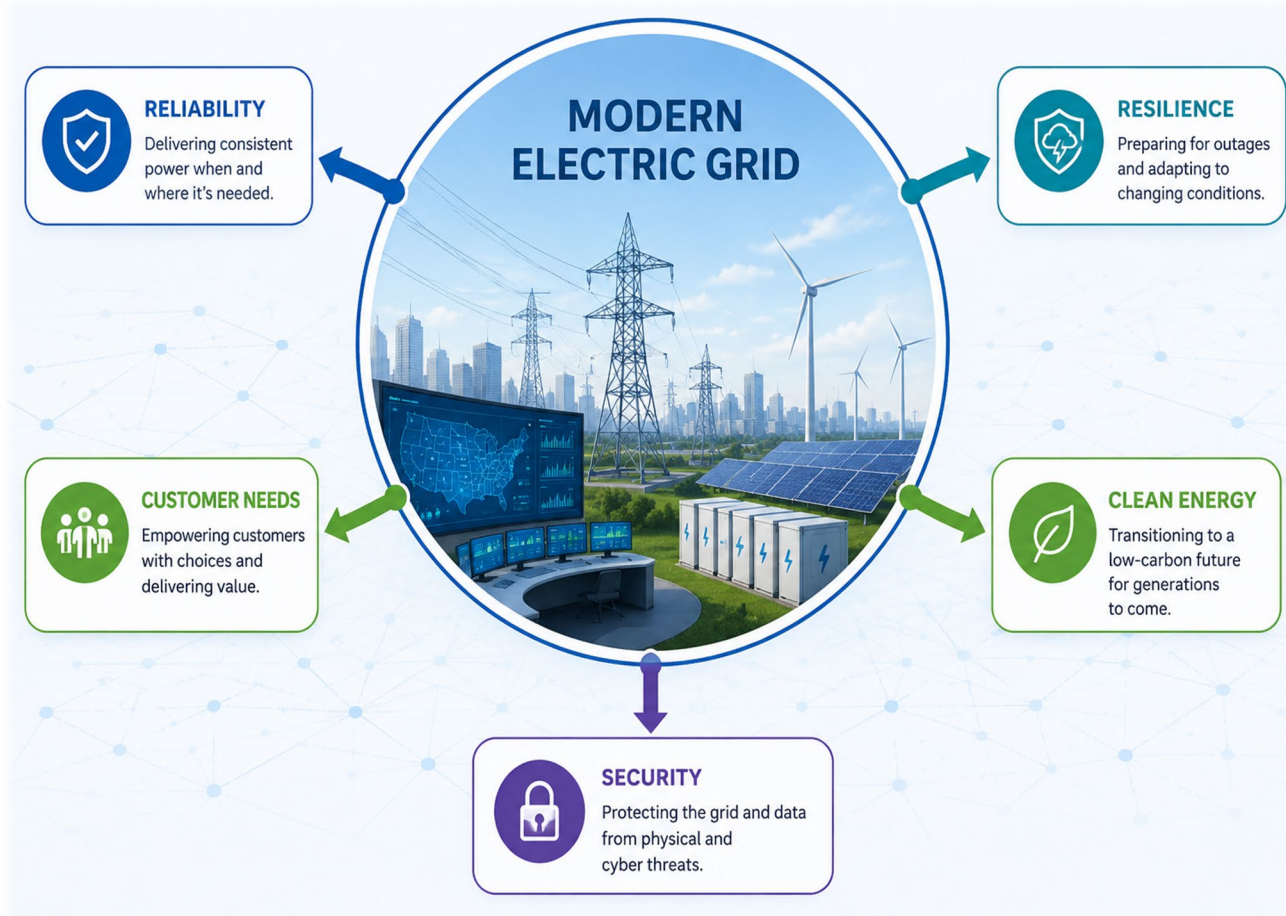 MODERN
ELECTRIC GRID
RELIABILITY
Delivering consistent
power when and
where it's needed.
RESILIENCE
Preparing for outages
and adapting to
changing conditions.
CUSTOMER NEEDS
Empowering customers
with choices and
delivering value.
CLEAN ENERGY
Transitioning to a
low-carbon future
for generations
to come.
SECURITY
Protecting the grid and data
from physical and
cyber threats.